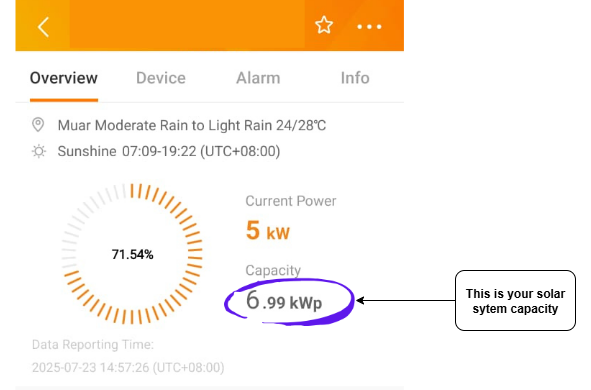 Overview Device Alarm Info
Muar Moderate Rain to Light Rain 24/28℃
Sunshine 07:09-19:22 (UTC+08:00)
71.54%
Current Power
5 kW
Capacity
6.99 kWp
This is your solar
sytem capacity
Data Reporting Time:
2025-07-23 14:57:26 (UTC+08:00)